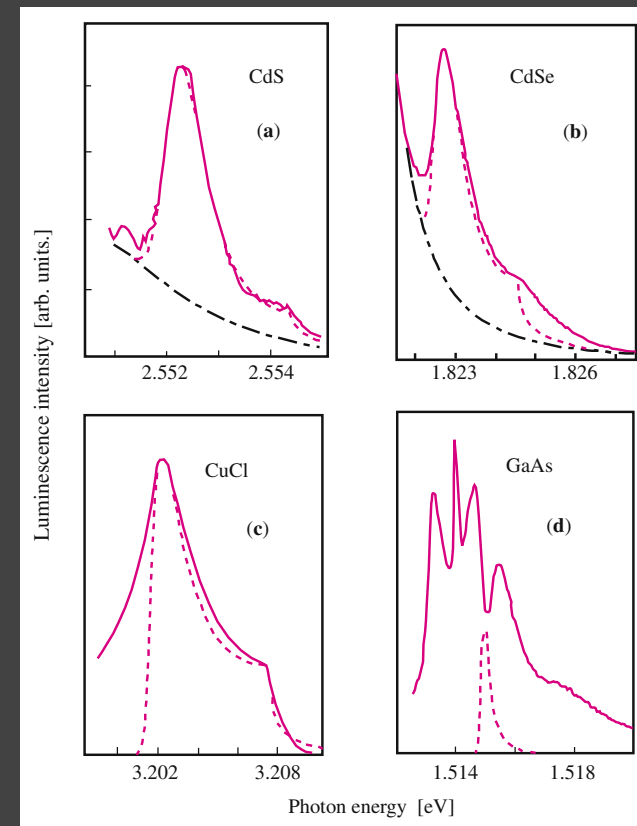 CdS
(a)
2.552 2.554
CdSe
(b)
1.823 1.826
CuCl
(c)
3.202 3.208
GaAs
(d)
1.514 1.518
Luminescence intensity [arb. units.]
Photon energy [eV]